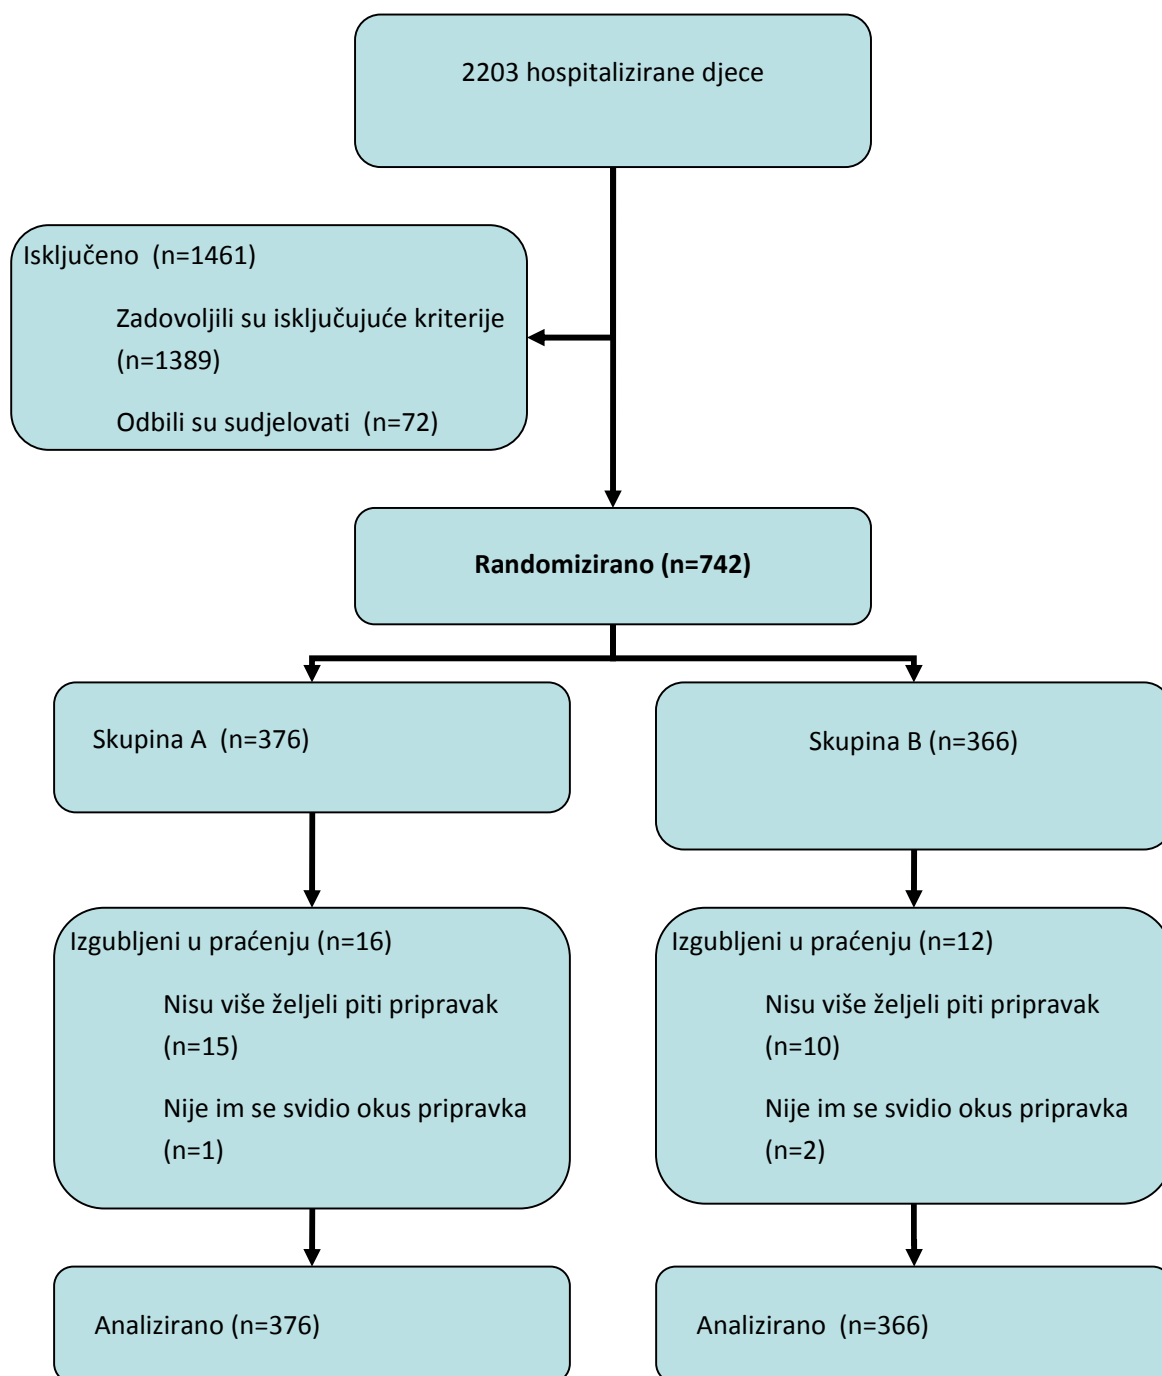 2203 hospitalizirane djece
Isključeno (n=1461)
Zadovoljili su isključujuće kriterije
(n=1389)
Odbili su sudjelovati (n=72)
Randomizirano (n=742)
Skupina A (n=376)
Skupina B (n=366)
Izgubljeni u praćenju (n=16)
Nisu više željeli piti pripravak
(n=15)
Nije im se svidio okus pripravka
(n=1)
Izgubljeni u praćenju (n=12)
Nisu više željeli piti pripravak
(n=10)
Nije im se svidio okus pripravka
(n=2)
Analizirano (n=376)
Analizirano (n=366)